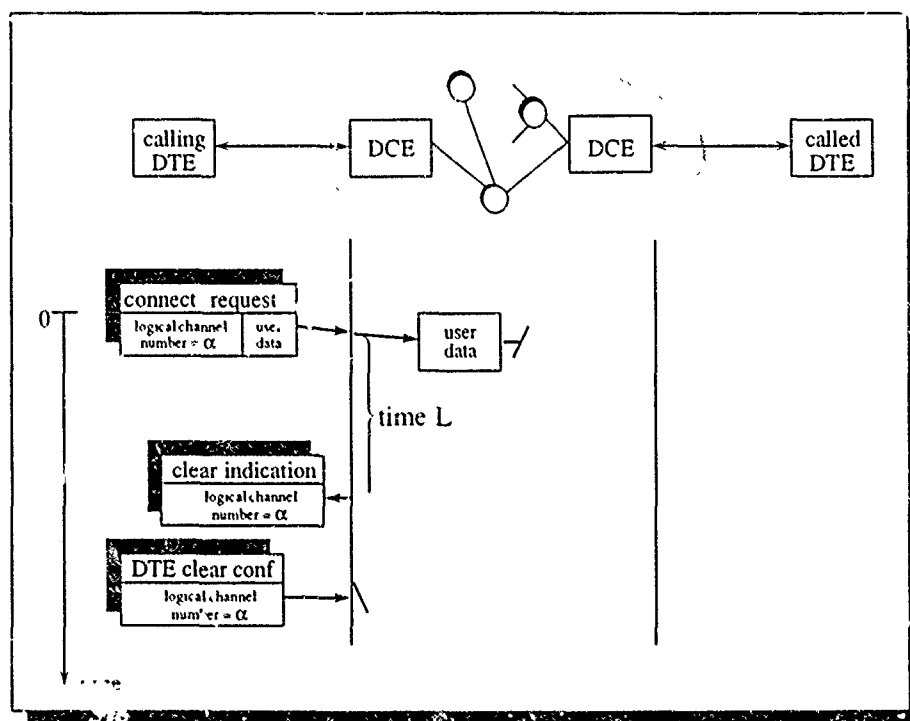 calling
DTE
DCE
DCE
called
DTE
0
connect request
logical channel
number = α
data
user
data
time L
clear indication
logical channel
number = α
DTE clear conf
logical channel
= α